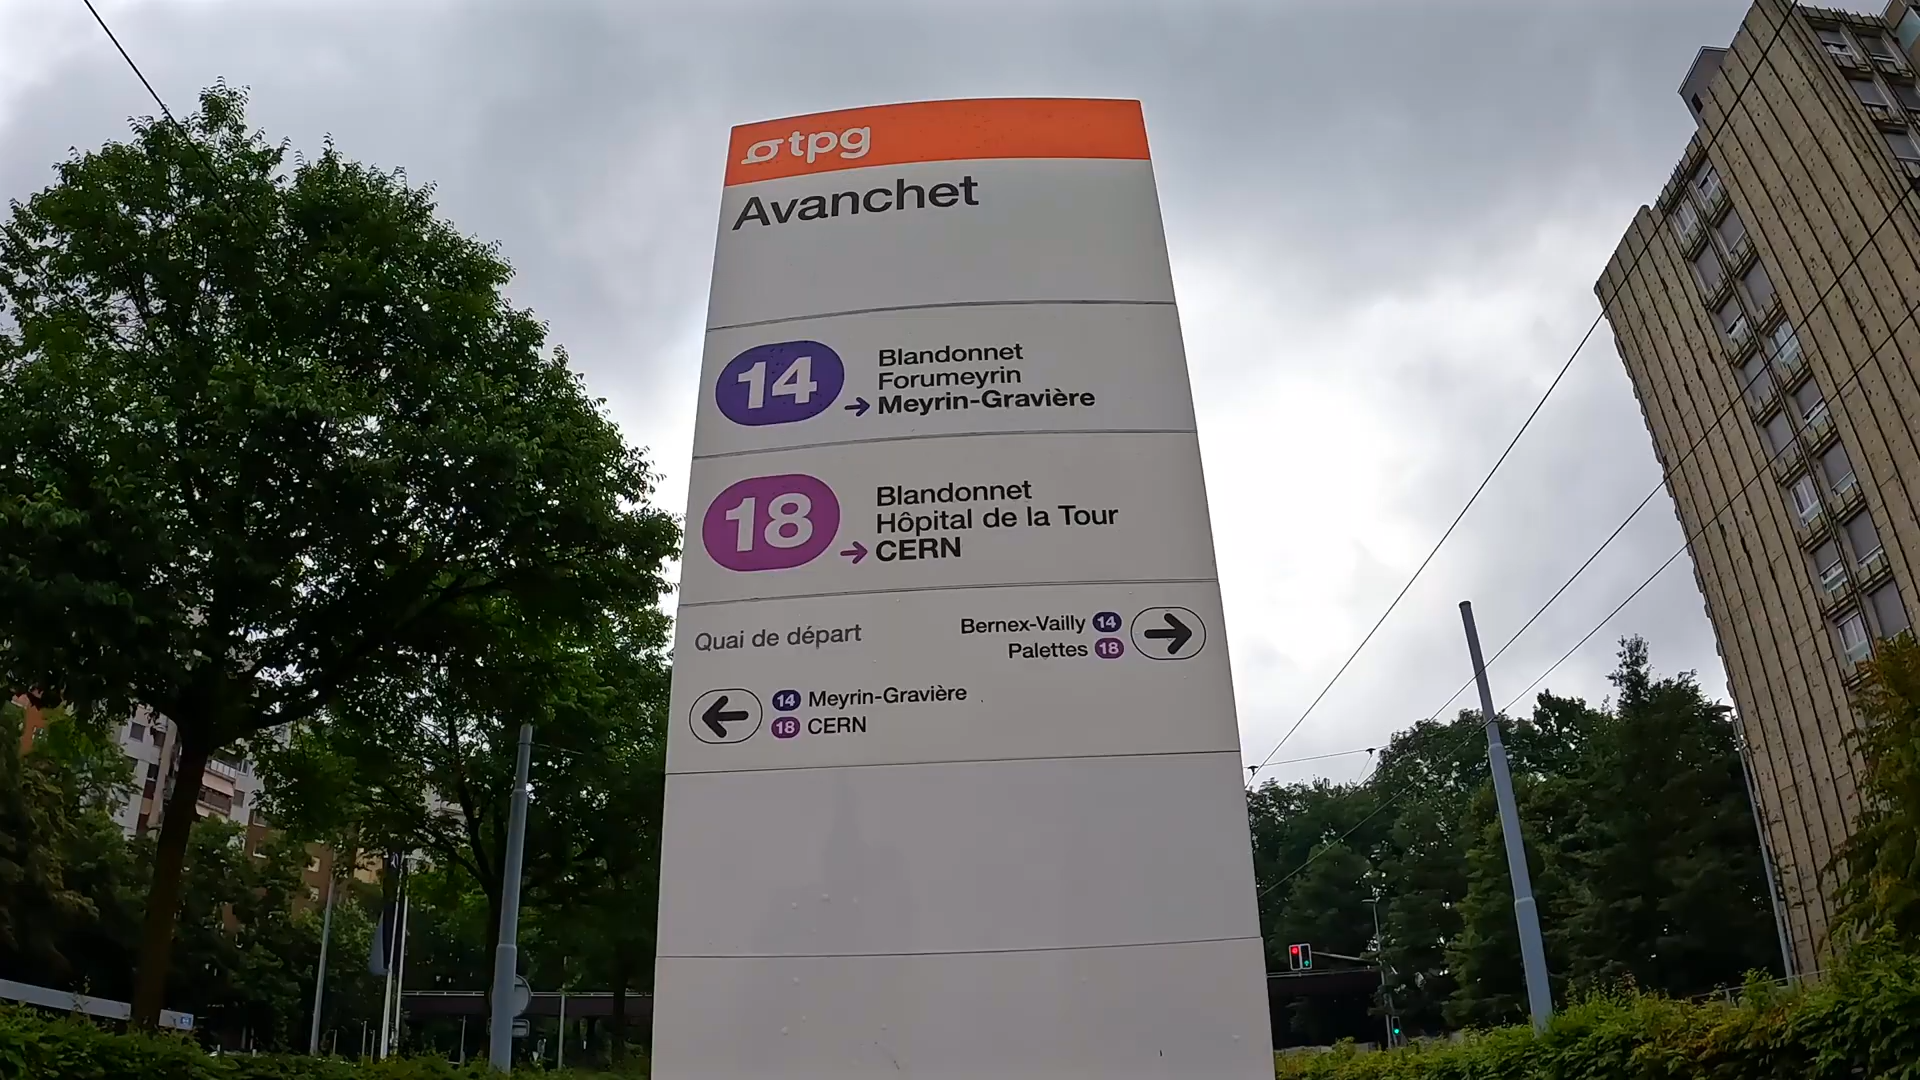 tpg
Avanchet
14
Blandonnet
Forumeyrin
→ Meyrin-Gravière
18
Blandonnet
Hôpital de la Tour
→ CERN
Quai de départ
Bernex-Vailly 14 →
Palettes 18
← 14 Meyrin-Gravière
18 CERN